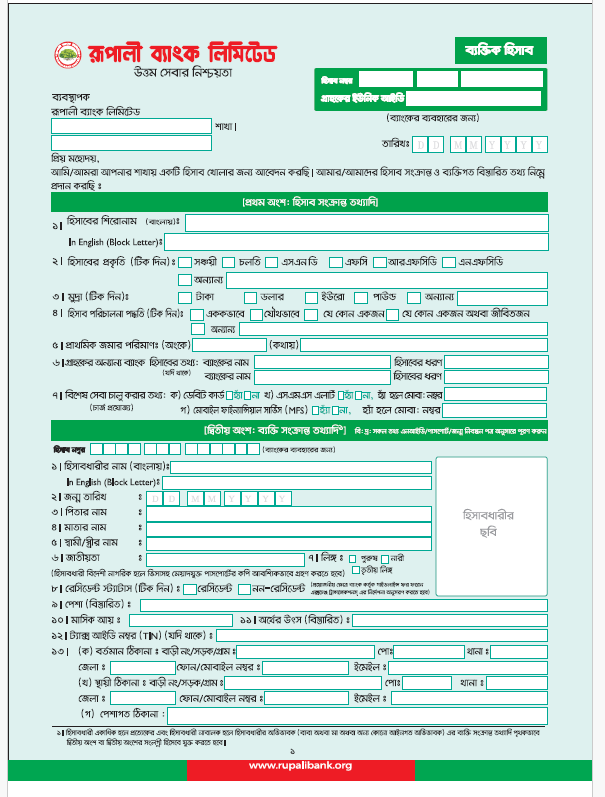 রূপালী ব্যাংক লিমিটেড
উত্তম সেবার নিশ্চয়তা
ব্যক্তিক হিসাব
হিসাব নম্বর
গ্রাহকের ইউনিক আইডি
(ব্যাংকের ব্যবহারের জন্য)
ব্যবস্থাপক
রূপালী ব্যাংক লিমিটেড
শাখা।
তারিখঃ D D M M Y Y Y Y
প্রিয় মহোদয়,
আমি/আমরা আপনার শাখায় একটি হিসাব খোলার জন্য আবেদন করছি। আমার/আমাদের হিসাব সংক্রান্ত ও ব্যক্তিগত বিস্তারিত তথ্য নিম্নে
প্রদান করছি ঃ
[প্রথম অংশ: হিসাব সংক্রান্ত তথ্যাদি]
১। হিসাবের শিরোনাম (বাংলায়)ঃ
In English (Block Letter)ঃ
২। হিসাবের প্রকৃতি (টিক দিন)ঃ সঞ্চয়ী চলতি এসএনডি এফসি আরএফসিডি এনএফসিডি
অন্যান্য
৩। মুদ্রা (টিক দিন)ঃ টাকা ডলার ইউরো পাউন্ড অন্যান্য
৪। হিসাব পরিচালনা পদ্ধতি (টিক দিন)ঃ এককভাবে যৌথভাবে যে কোন একজন যে কোন একজন অথবা জীবিতজন
অন্যান্য
৫। প্রাথমিক জমার পরিমাণঃ (অংকে) (কথায়)
৬। গ্রাহকের অন্যান্য ব্যাংক হিসাবের তথ্য: ব্যাংকের নাম হিসাবের ধরণ
(যদি থাকে) ব্যাংকের নাম হিসাবের ধরণ
৭। বিশেষ সেবা চালু করার তথ্য: ক) ডেবিট কার্ড হ্যাঁ না খ) এসএমএস এলার্ট হ্যাঁ না, হ্যাঁ হলে মোবা: নম্বর
(চার্জ প্রযোজ্য) গ) মোবাইল ফাইন্যান্সিয়াল সার্ভিস (MFS) হ্যাঁ না, হ্যাঁ হলে মোবা: নম্বর
[দ্বিতীয় অংশ: ব্যক্তি সংক্রান্ত তথ্যাদি১] বি: দ্র: সকল তথ্য এনআইডি/পাসপোর্ট/জন্ম নিবন্ধন পত্র অনুসারে পূরণ করুন
হিসাব নম্বর (ব্যাংকের ব্যবহারের জন্য)
১। হিসাবধারীর নাম (বাংলায়)ঃ
In English (Block Letter)ঃ
২। জন্ম তারিখ ঃ D D M M Y Y Y Y
৩। পিতার নাম ঃ
৪। মাতার নাম ঃ
৫। স্বামী/স্ত্রীর নাম ঃ
হিসাবধারীর
ছবি
৬। জাতীয়তা ঃ ৭। লিঙ্গ ঃ পুরুষ নারী
তৃতীয় লিঙ্গ
(হিসাবধারী বিদেশী নাগরিক হলে ভিসাসহ মেয়াদযুক্ত পাসপোর্টের কপি আবশ্যিকভাবে গ্রহণ করতে হবে)
৮। রেসিডেন্ট স্ট্যাটাস (টিক দিন) ঃ রেসিডেন্ট নন-রেসিডেন্ট
৯। পেশা (বিস্তারিত) ঃ
১০। মাসিক আয় ঃ ১১। অর্থের উৎস (বিস্তারিত) ঃ
১২। ট্যাক্স আইডি নম্বর (TIN) (যদি থাকে) ঃ
১৩। (ক) বর্তমান ঠিকানা ঃ বাড়ী নং/সড়ক/গ্রাম ঃ পোঃ থানা ঃ
জেলা ঃ ফোন/মোবাইল নম্বর ঃ ইমেইল ঃ
(খ) স্থায়ী ঠিকানা ঃ বাড়ী নং/সড়ক/গ্রাম ঃ পোঃ থানা ঃ
জেলা ঃ ফোন/মোবাইল নম্বর ঃ ইমেইল ঃ
(গ) পেশাগত ঠিকানা ঃ
১। হিসাবধারী একাধিক হলে প্রত্যেকের এবং হিসাবধারী নাবালক হলে হিসাবধারীর অভিভাবক (বাবা অথবা মা অথবা অন্য কোনো আইনগত অভিভাবক) এর ব্যক্তি সংক্রান্ত তথ্যাদি পৃথকভাবে
দ্বিতীয় অংশ বা দ্বিতীয় অংশের সংলগ্নী হিসেবে যুক্ত করতে হবে।
১
www.rupalibank.org